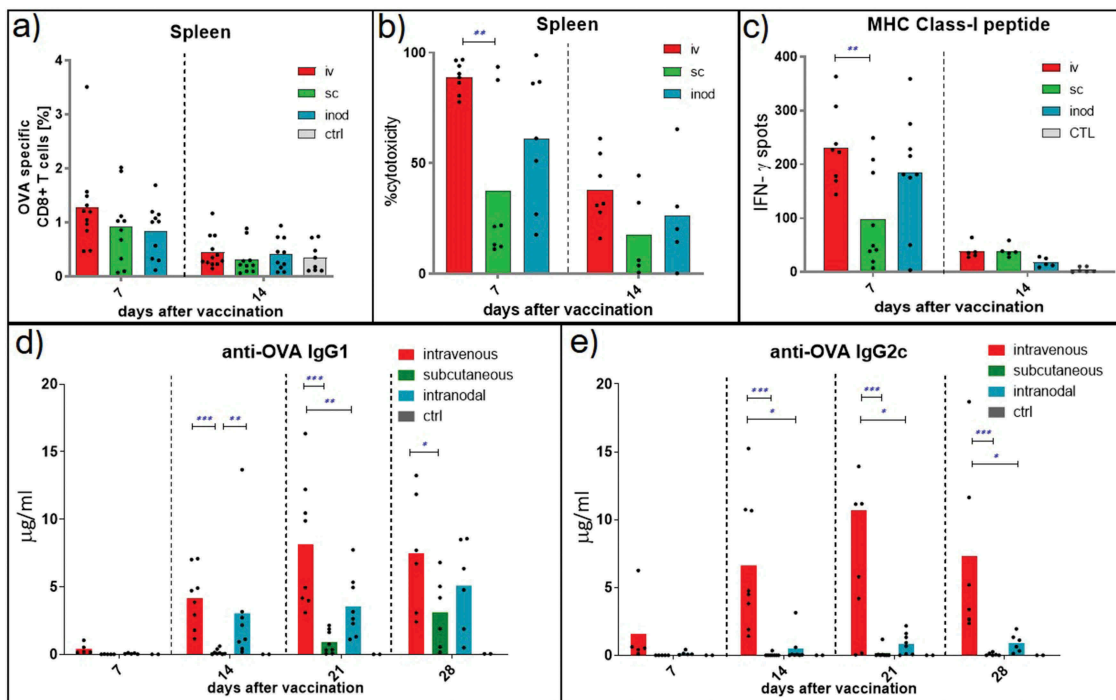 a)
Spleen
OVA specific
CD8+ T cells [%]
4
3
2
1
0
iv
sc
inod
ctrl
7
14
days after vaccination
b)
Spleen
%cytotoxicity
100
50
0
**
iv
sc
inod
7
14
days after vaccination
c)
MHC Class-I peptide
IFN- γ spots
400
300
200
100
0
**
iv
sc
inod
CTL
7
14
days after vaccination
d)
anti-OVA IgG1
µg/ml
20
15
10
5
0
intravenous
subcutaneous
intranodal
ctrl
***
**
***
**
*
7
14
21
28
days after vaccination
e)
anti-OVA IgG2c
µg/ml
20
15
10
5
0
intravenous
subcutaneous
intranodal
ctrl
***
*
***
*
***
*
7
14
21
28
days after vaccination